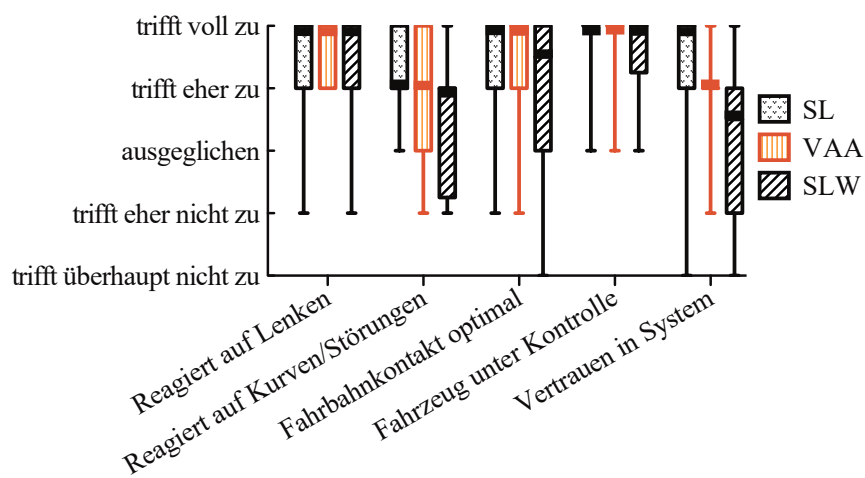 trifft voll zu
trifft eher zu
ausgeglichen
trifft eher nicht zu
trifft überhaupt nicht zu
SL
VAA
SLW
Reagiert auf Lenken
Reagiert auf Kurven/Störungen
Fahrbahnkontakt optimal
Fahrzeug unter Kontrolle
Vertrauen in System